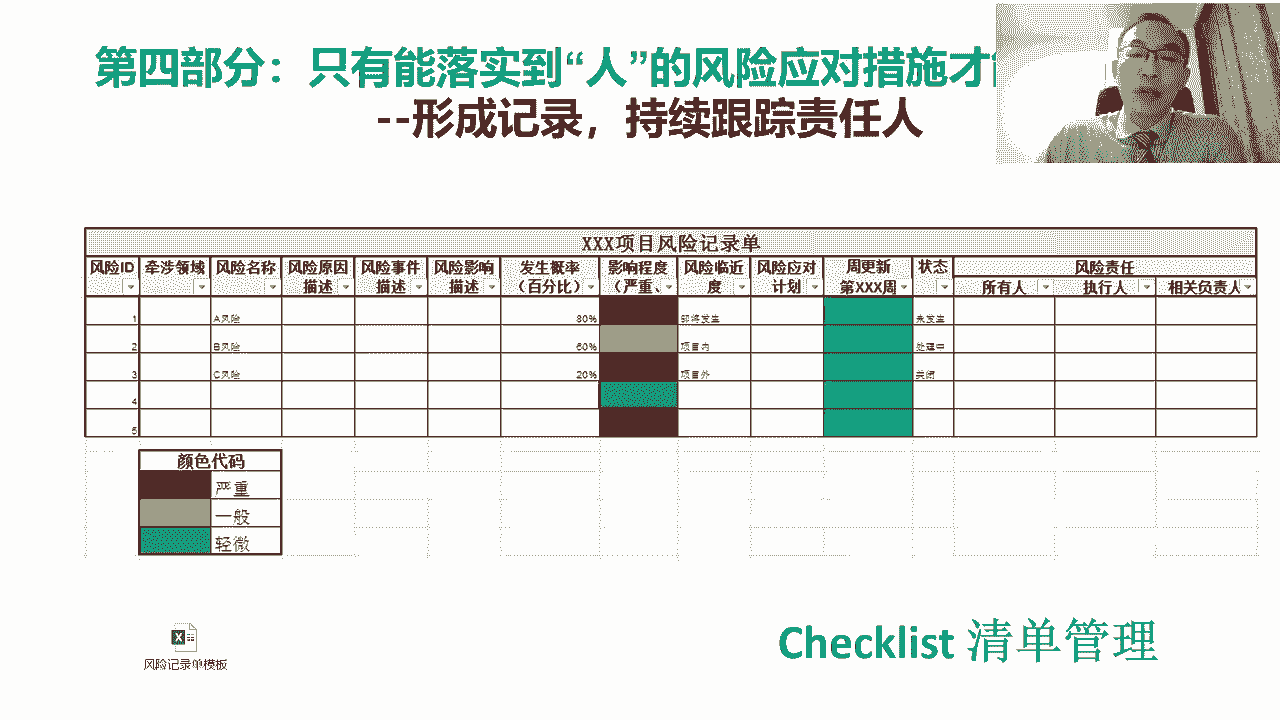 第四部分：只有能落实到“人”的风险应对措施才
--形成记录，持续跟踪责任人
XXX项目风险记录单
风险ID 牵涉领域 风险名称 风险原因描述 风险事件描述 风险影响描述 发生概率（百分比） 影响程度（严重、 风险临近度 风险应对计划 周更新第XXX周 状态 风险责任
所有人 执行人 相关负责人
1 A风险 80% 即将发生 未发生
2 B风险 60% 项目内 处理中
3 C风险 20% 项目外 关闭
4
5
颜色代码
严重
一般
轻微
风险记录单模板
Checklist 清单管理